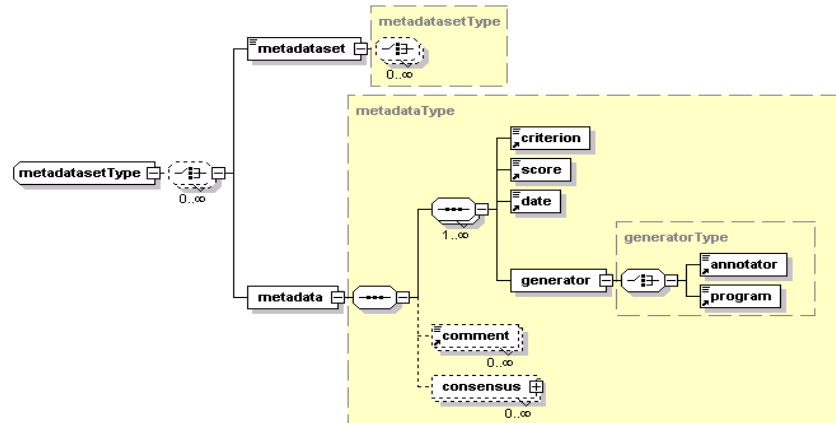 metadatasetType
metadataset
0..∞
metadataType
criterion
score
date
1..∞
generatorType
annotator
generator
program
metadatasetType
0..∞
metadata
comment
0..∞
consensus
0..∞